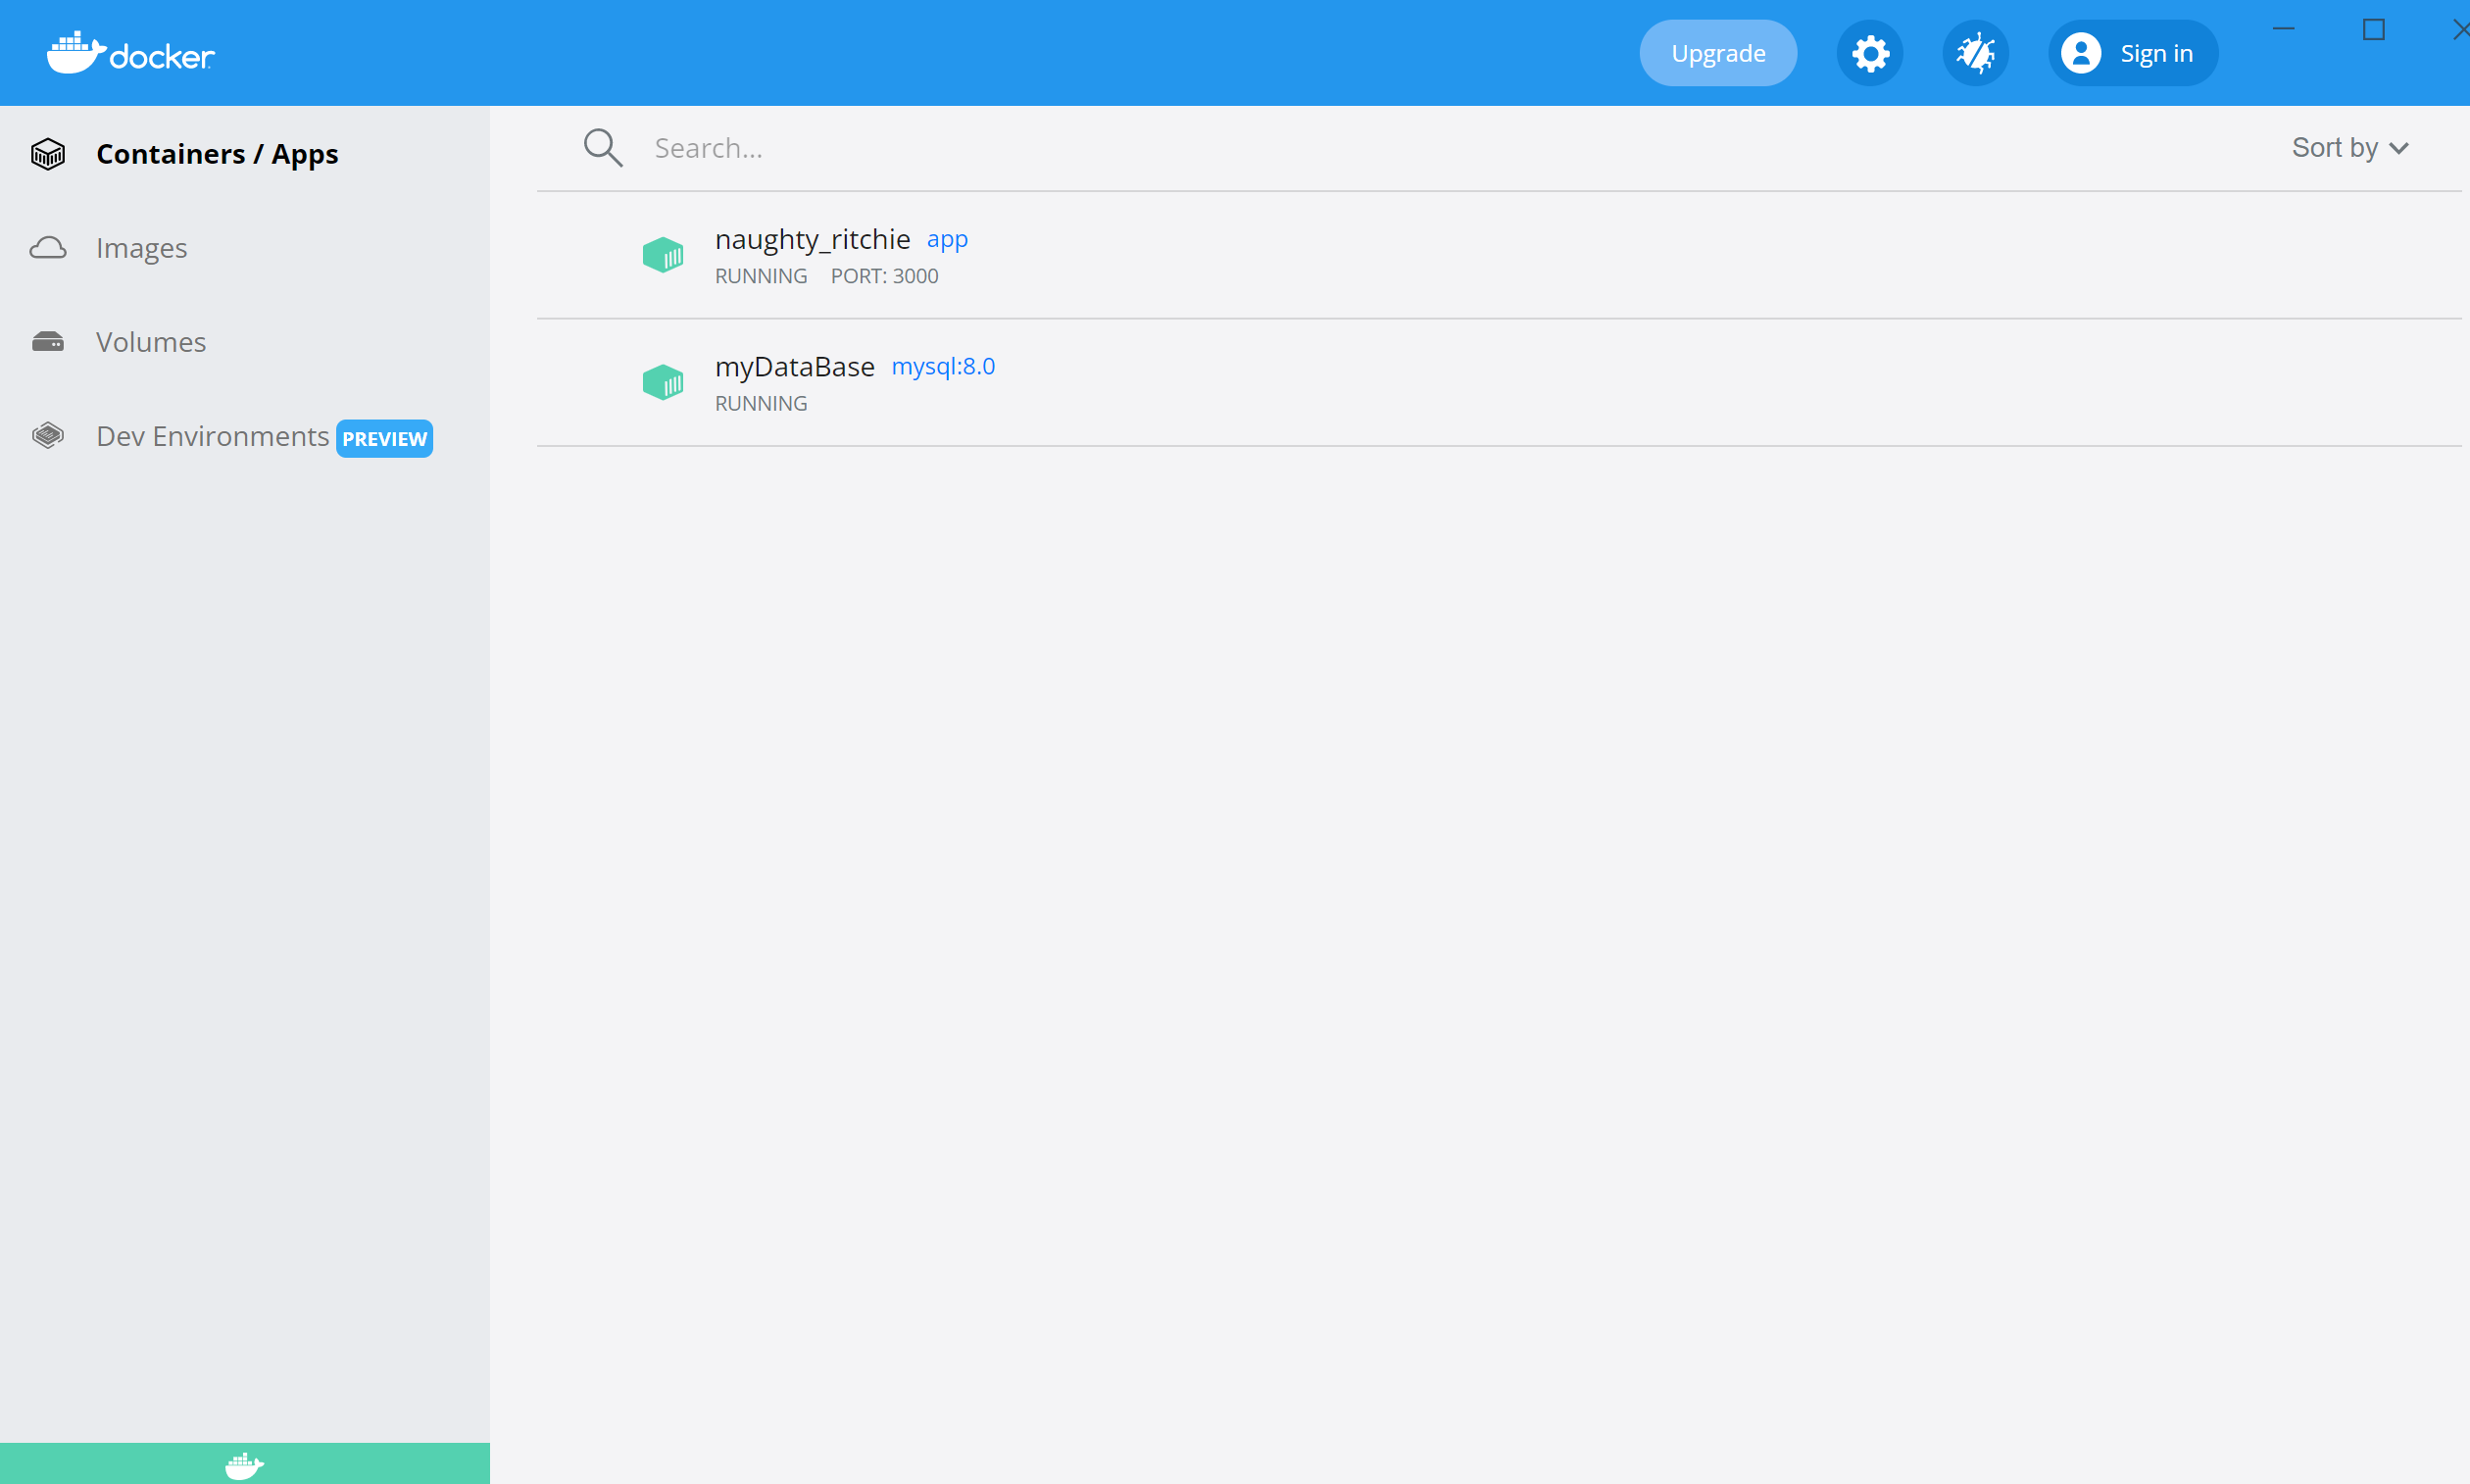 docker
Upgrade
Sign in
Containers / Apps
Images
Volumes
Dev Environments PREVIEW
Search...
Sort by
naughty_ritchie app
RUNNING PORT: 3000
myDataBase mysql:8.0
RUNNING